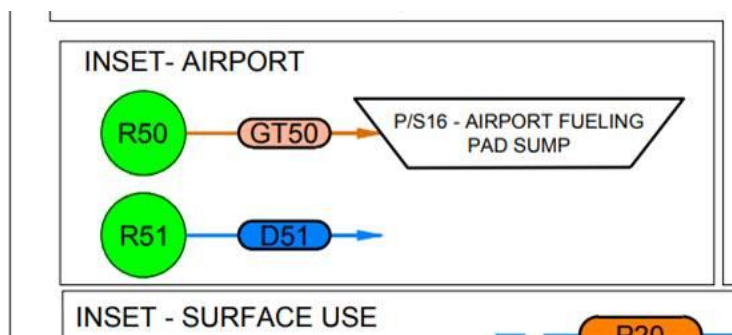 INSET- AIRPORT
R50
GT50
P/S16 - AIRPORT FUELING
PAD SUMP
R51
D51
INSET - SURFACE USE